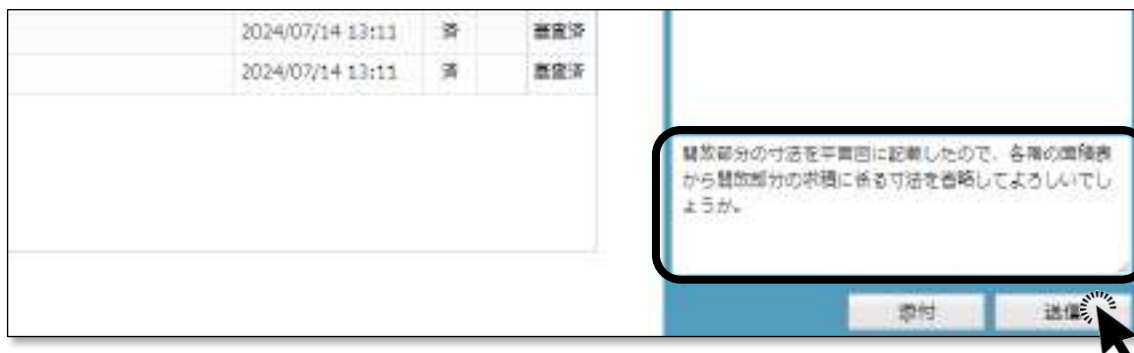 2024/07/14 13:11 済 審査済
2024/07/14 13:11 済 審査済
開放部分の寸法を平面図に記載したので、各階の面積表
から開放部分の求積に係る寸法を省略してよろしいでし
ょうか。
添付 送信